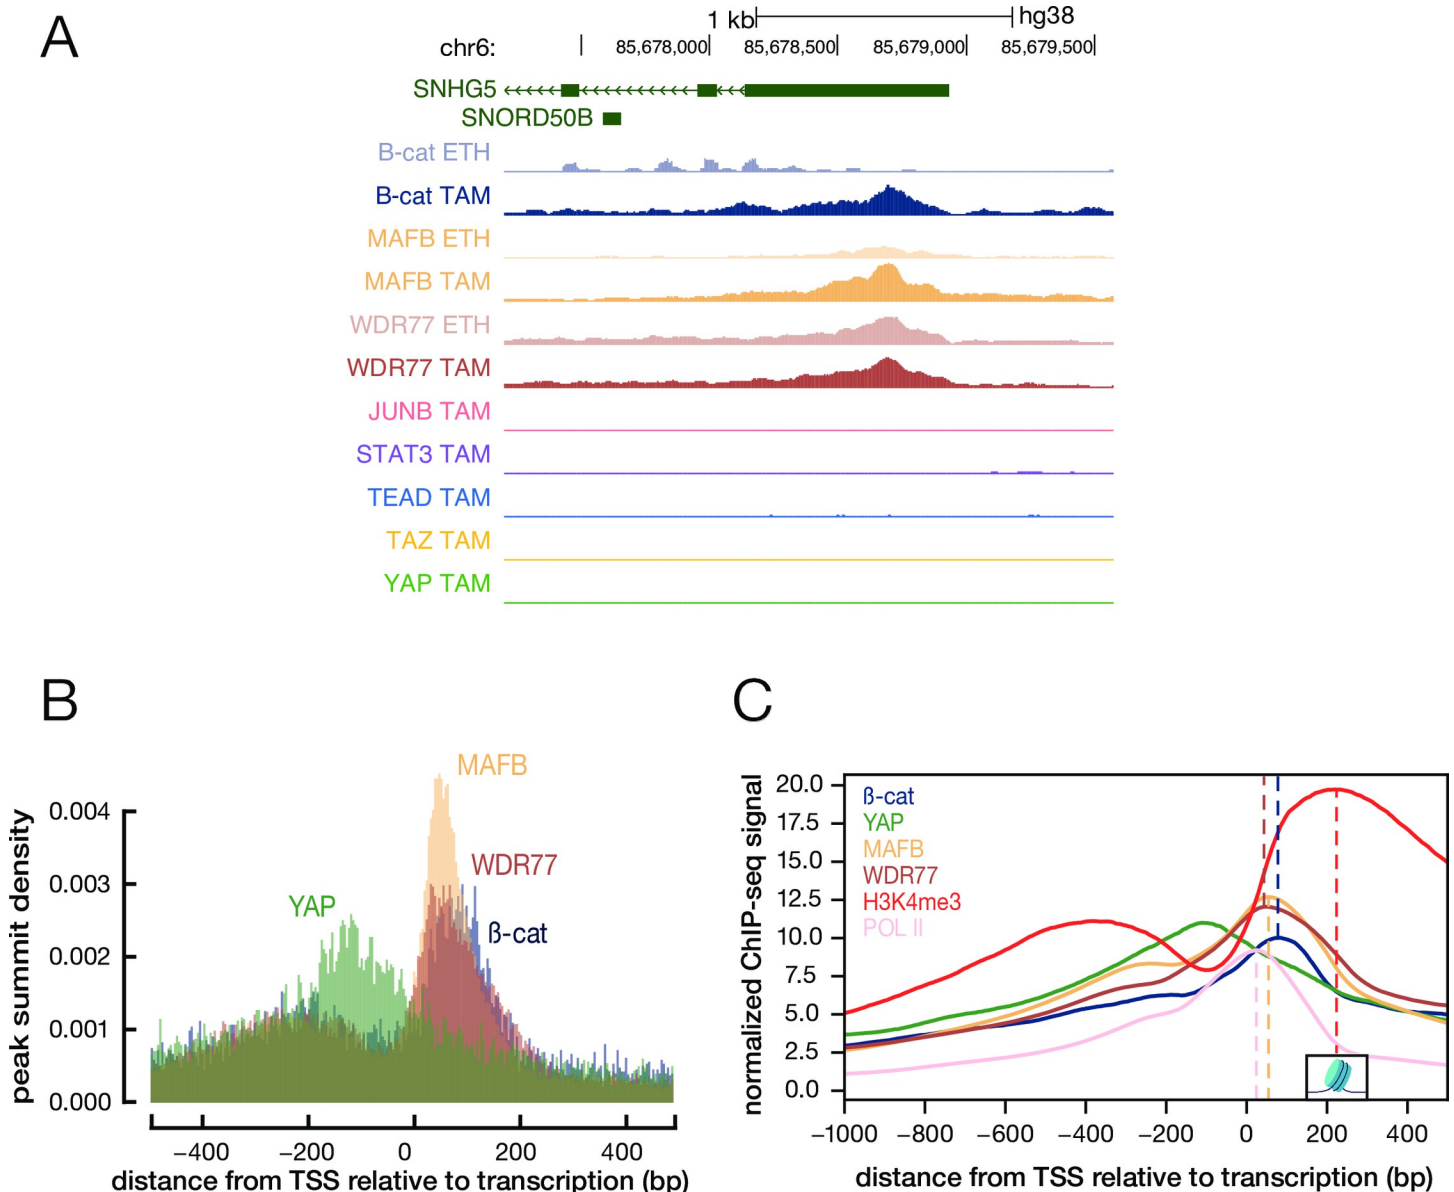 A
1 kb hg38
chr6: 85,678,000 85,678,500 85,679,000 85,679,500
SNHG5
SNORD50B
B-cat ETH
B-cat TAM
MAFB ETH
MAFB TAM
WDR77 ETH
WDR77 TAM
JUNB TAM
STAT3 TAM
TEAD TAM
TAZ TAM
YAP TAM
B
MAFB
WDR77
YAP
ß-cat
peak summit density
0.004
0.003
0.002
0.001
0.000
−400 −200 0 200 400
distance from TSS relative to transcription (bp)
C
normalized ChIP-seq signal
20.0
17.5
15.0
12.5
10.0
7.5
5.0
2.5
0.0
ß-cat
YAP
MAFB
WDR77
H3K4me3
POL II
−1000 −800 −600 −400 −200 0 200 400
distance from TSS relative to transcription (bp)